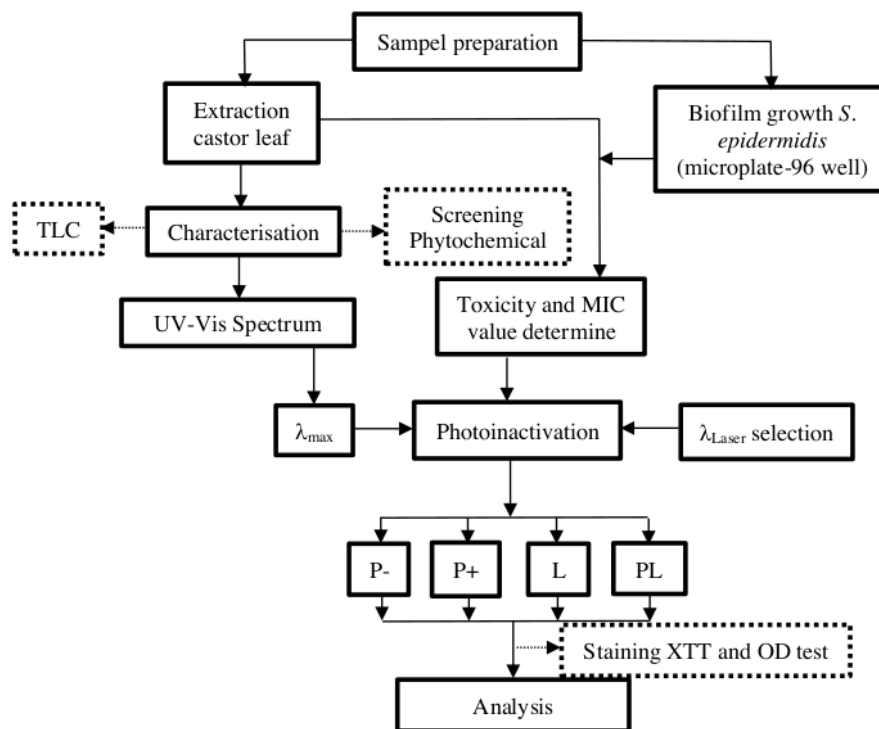 Sampel preparation
Extraction
castor leaf
Biofilm growth S.
epidermidis
(microplate-96 well)
TLC
Characterisation
Screening
Phytochemical
UV-Vis Spectrum
Toxicity and MIC
value determine
λmax
Photoinactivation
λLaser selection
P-
P+
L
PL
Staining XTT and OD test
Analysis